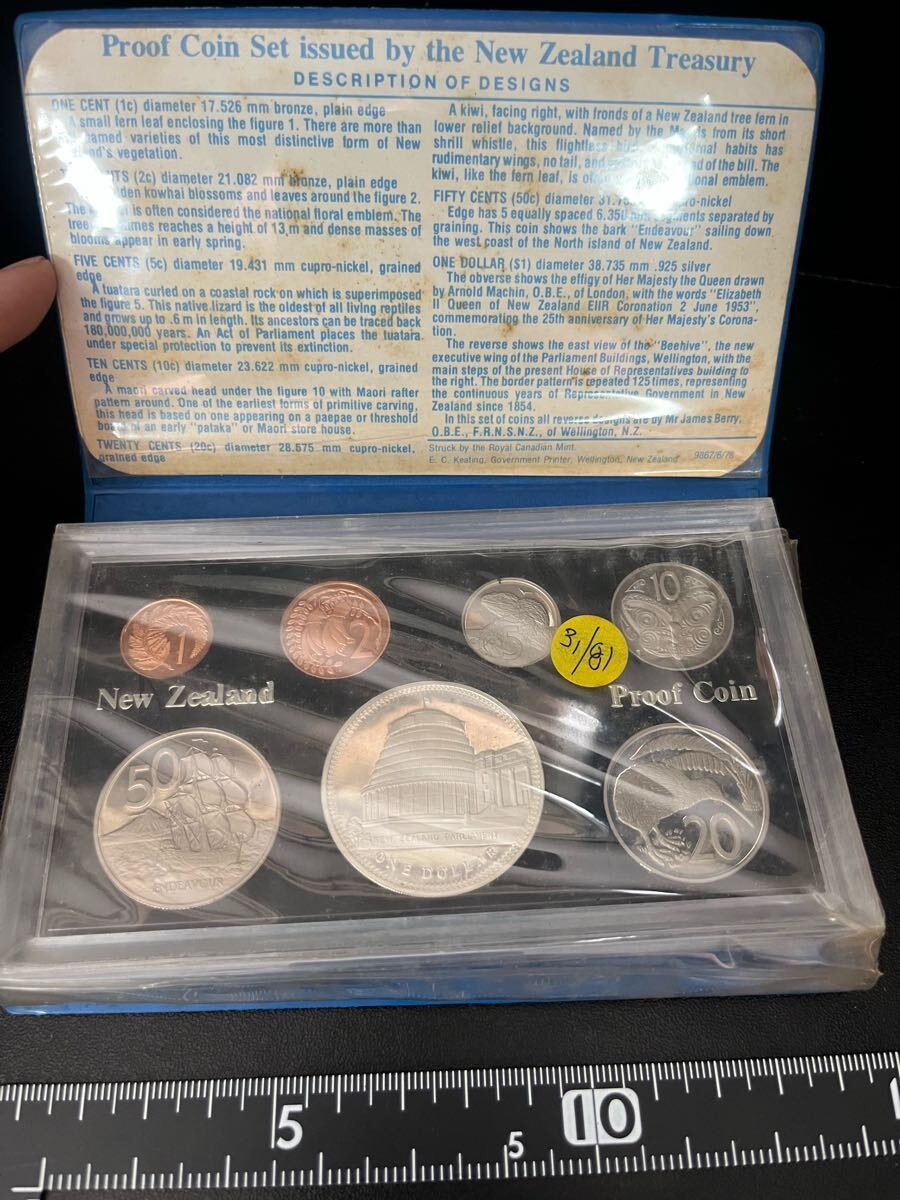 Proof Coin Set issued by the New Zealand Treasury
DESCRIPTION OF DESIGNS
ONE CENT (1c) diameter 17.526 mm bronze, plain edge
A small fern leaf enclosing the figure 1. There are more than
named varieties of this most distinctive form of New
vegetation.
(2c) diameter 21.082 mm bronze, plain edge
kowhai blossoms and leaves around the figure 2.
The is often considered the national floral emblem. The
tree reaches a height of 13 m and dense masses of
blooms appear in early spring.
FIVE CENTS (5c) diameter 19.431 mm cupro-nickel, grained
edge
A tuatara curled on a coastal rock on which is superimposed
the figure 5. This native lizard is the oldest of all living reptiles
and grows up to .6 m in length. Its ancestors can be traced back
180,000,000 years. An Act of Parliament places the tuatara
under special protection to prevent its extinction.
TEN CENTS (10c) diameter 23.622 mm cupro-nickel, grained
edge
A maori carved head under the figure 10 with Maori rafter
pattern around. One of the earliest forms of primitive carving,
this head is based on one appearing on a paepae or threshold
board of an early "pataka" or Maori store house.
TWENTY CENTS (20c) diameter 28.575 mm cupro-nickel,
grained edge
A kiwi, facing right, with fronds of a New Zealand tree fern in
lower relief background. Named by the from its short
shrill whistle, this flightless habits has
rudimentary wings, no tail, and of the bill. The
kiwi, like the fern leaf, is emblem.
FIFTY CENTS (50c) diameter cupro-nickel
Edge has 5 equally spaced 6.350 segments separated by
graining. This coin shows the bark "Endeavour" sailing down
the west coast of the North island of New Zealand.
ONE DOLLAR ($1) diameter 38.735 mm .925 silver
The obverse shows the effigy of Her Majesty the Queen drawn
by Arnold Machin, O.B.E., of London, with the words "Elizabeth
II Queen of New Zealand EIIR Coronation 2 June 1953",
commemorating the 25th anniversary of Her Majesty's Corona-
tion.
The reverse shows the east view of the "Beehive", the new
executive wing of the Parliament Buildings, Wellington, with the
main steps of the present House of Representatives building to
the right. The border pattern is repeated 125 times, representing
the continuous years of Representative Government in New
Zealand since 1854.
In this set of coins all reverse designs are by Mr James Berry,
O.B.E., F.R.N.S.N.Z., of Wellington, N.Z.
Struck by the Royal Canadian Mint.
E. C. Keating, Government Printer, Wellington, New Zealand 9867/6/78
1
2
10
31/81
New Zealand
Proof Coin
50
ENDEAVOUR
NEW ZEALAND PARLIAMENT
ONE DOLLAR
20
5
10
5